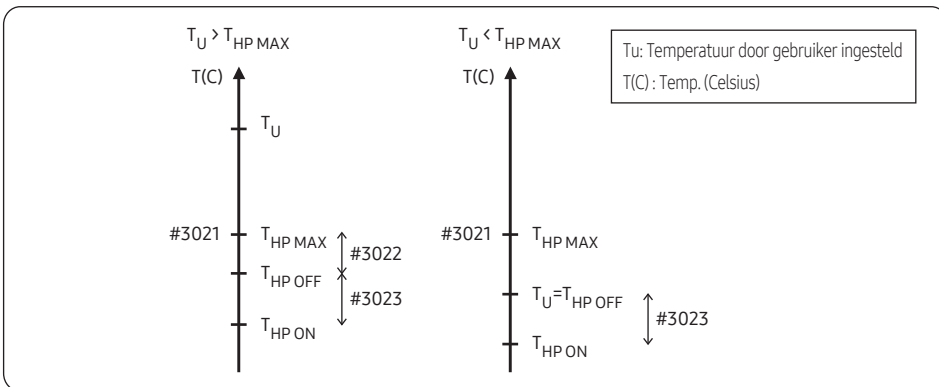 T_U > T_HP MAX
T(C)
T_U
#3021
T_HP MAX
#3022
T_HP OFF
#3023
T_HP ON
T_U < T_HP MAX
T(C)
#3021
T_HP MAX
T_U=T_HP OFF
#3023
T_HP ON
Tu: Temperatuur door gebruiker ingesteld
T(C) : Temp. (Celsius)